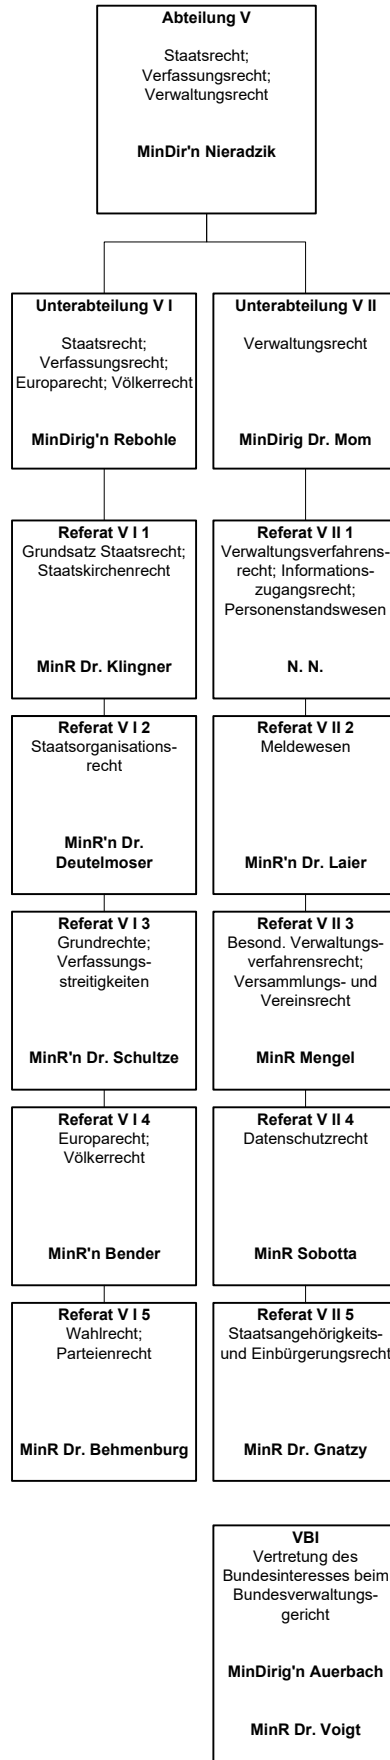 Abteilung V
Staatsrecht;
Verfassungsrecht;
Verwaltungsrecht
MinDir'n Nieradzik
Unterabteilung V I
Staatsrecht;
Verfassungsrecht;
Europarecht; Völkerrecht
MinDirig'n Rebohle
Unterabteilung V II
Verwaltungsrecht
MinDirig Dr. Mom
Referat V I 1
Grundsatz Staatsrecht;
Staatskirchenrecht
MinR Dr. Klingner
Referat V II 1
Verwaltungsverfahrens-
recht; Informations-
zugangsrecht;
Personenstandswesen
N. N.
Referat V I 2
Staatsorganisations-
recht
MinR'n Dr.
Deutelmoser
Referat V II 2
Meldewesen
MinR'n Dr. Laier
Referat V I 3
Grundrechte;
Verfassungs-
streitigkeiten
MinR'n Dr. Schultze
Referat V II 3
Besond. Verwaltungs-
verfahrensrecht;
Versammlungs- und
Vereinsrecht
MinR Mengel
Referat V I 4
Europarecht;
Völkerrecht
MinR'n Bender
Referat V II 4
Datenschutzrecht
MinR Sobotta
Referat V I 5
Wahlrecht;
Parteienrecht
MinR Dr. Behmenburg
Referat V II 5
Staatsangehörigkeits-
und Einbürgerungsrecht
MinR Dr. Gnatzy
VBI
Vertretung des
Bundesinteresses beim
Bundesverwaltungs-
gericht
MinDirig'n Auerbach
MinR Dr. Voigt